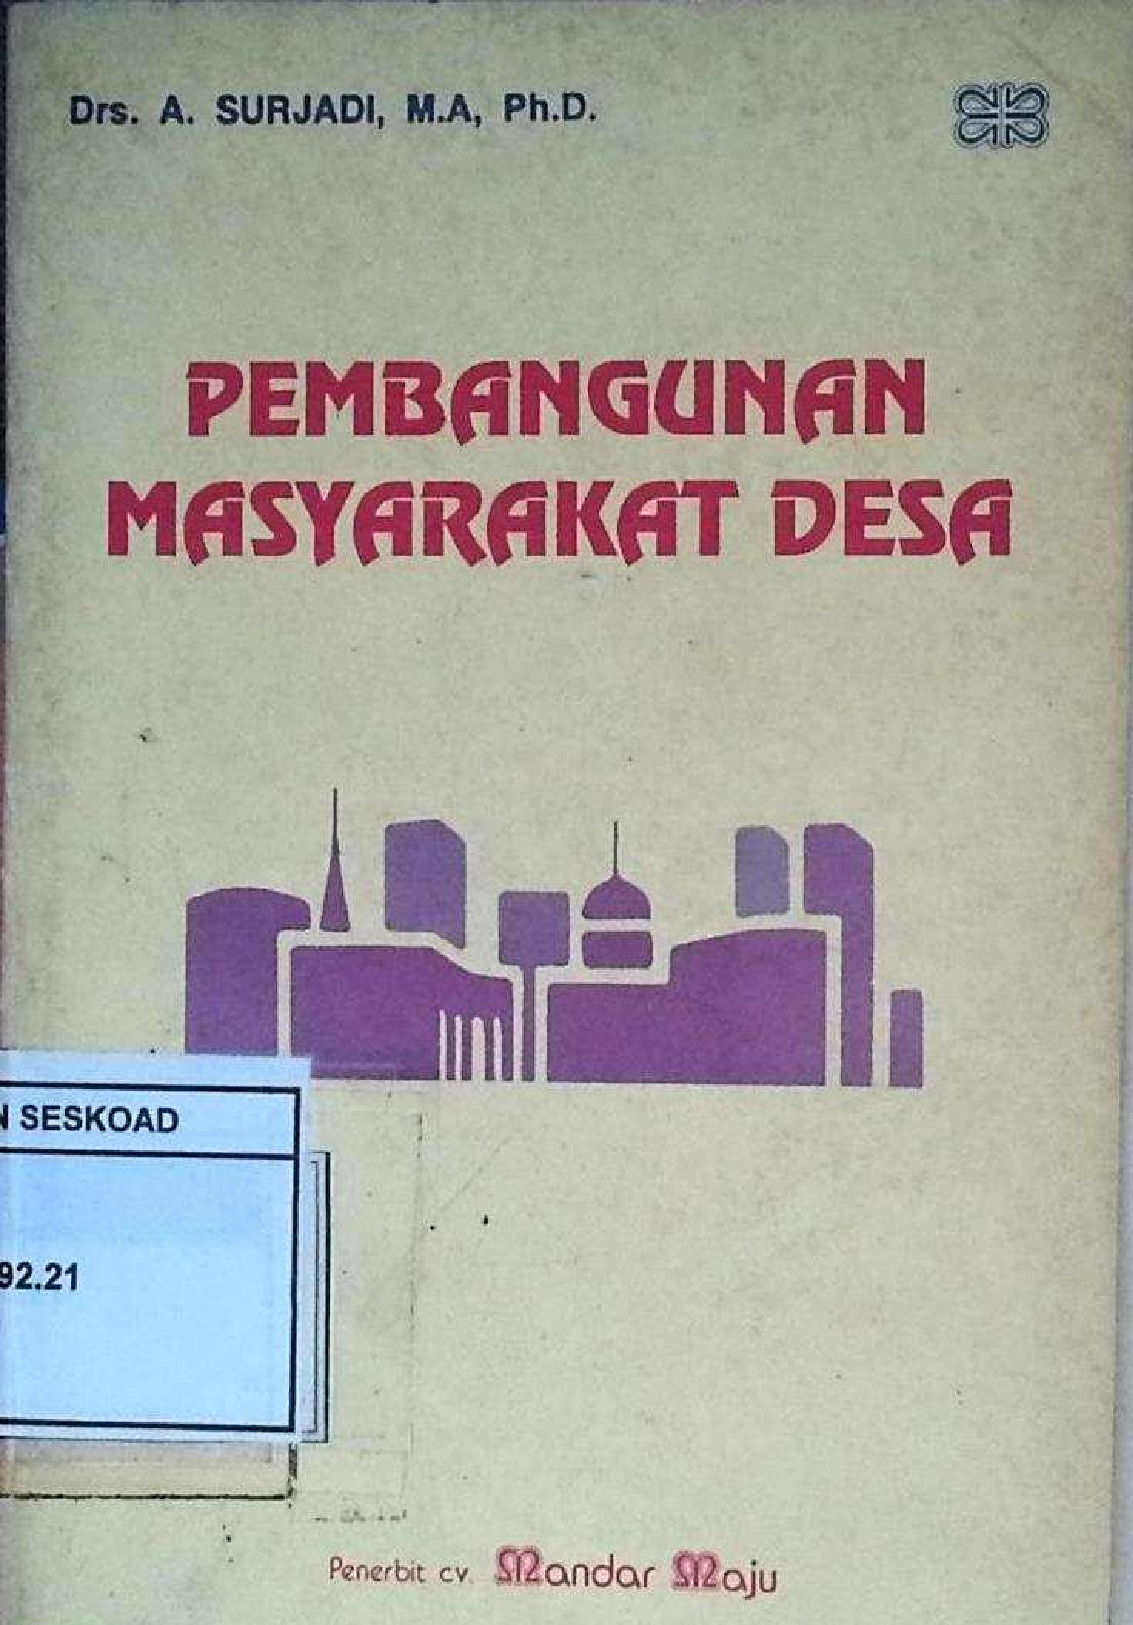 Drs. A. SURJADI, M.A, Ph.D.
PEMBANGUNAN
MASYARAKAT DESA
N SESKOAD
92.21
Penerbit cv. Mandar Maju